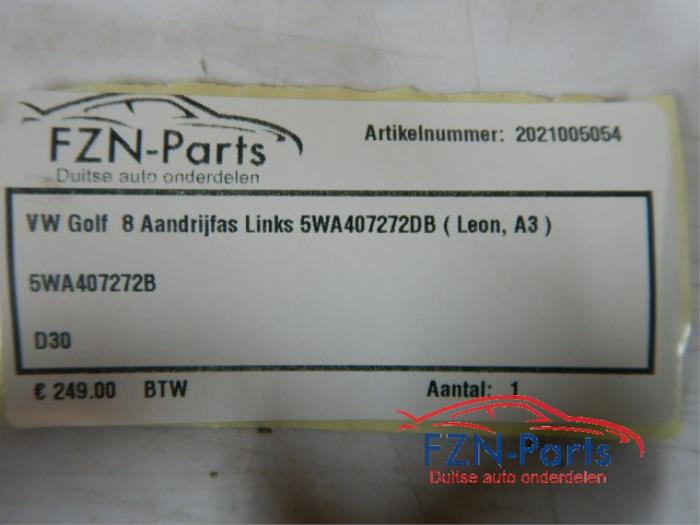 FZN-Parts
Duitse auto onderdelen
Artikelnummer: 2021005054
VW Golf 8 Aandrijfas Links 5WA407272DB ( Leon, A3 )
5WA407272B
D30
€ 249.00 BTW Aantal: 1
FZN-Parts
Duitse auto onderdelen